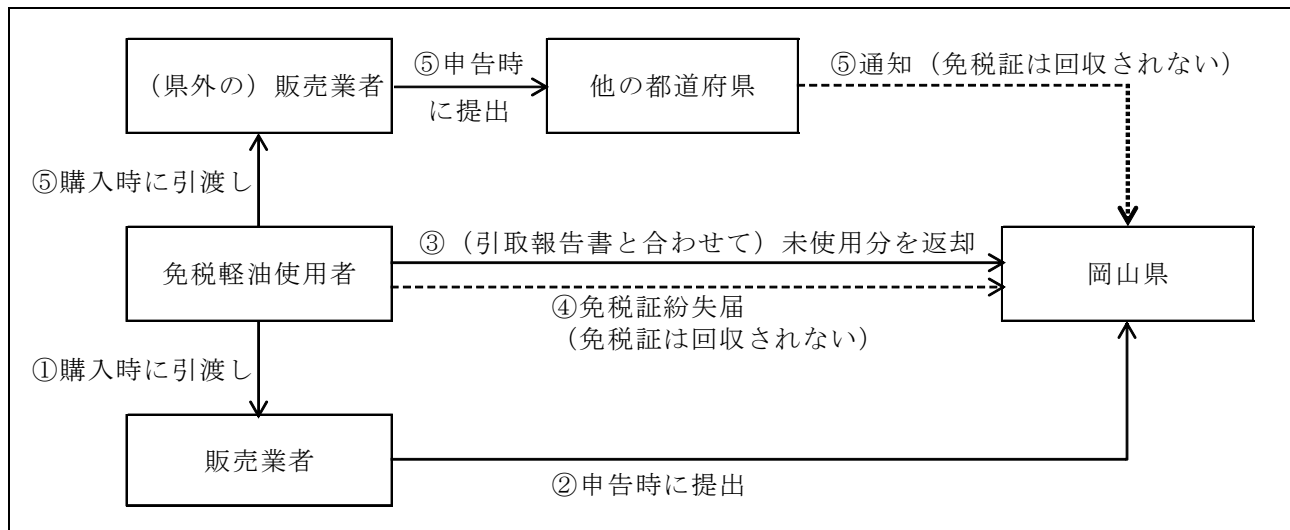 （県外の）販売業者
⑤申告時
に提出
他の都道府県
⑤通知（免税証は回収されない）
⑤購入時に引渡し
免税軽油使用者
③（引取報告書と合わせて）未使用分を返却
岡山県
④免税証紛失届
（免税証は回収されない）
①購入時に引渡し
販売業者
②申告時に提出